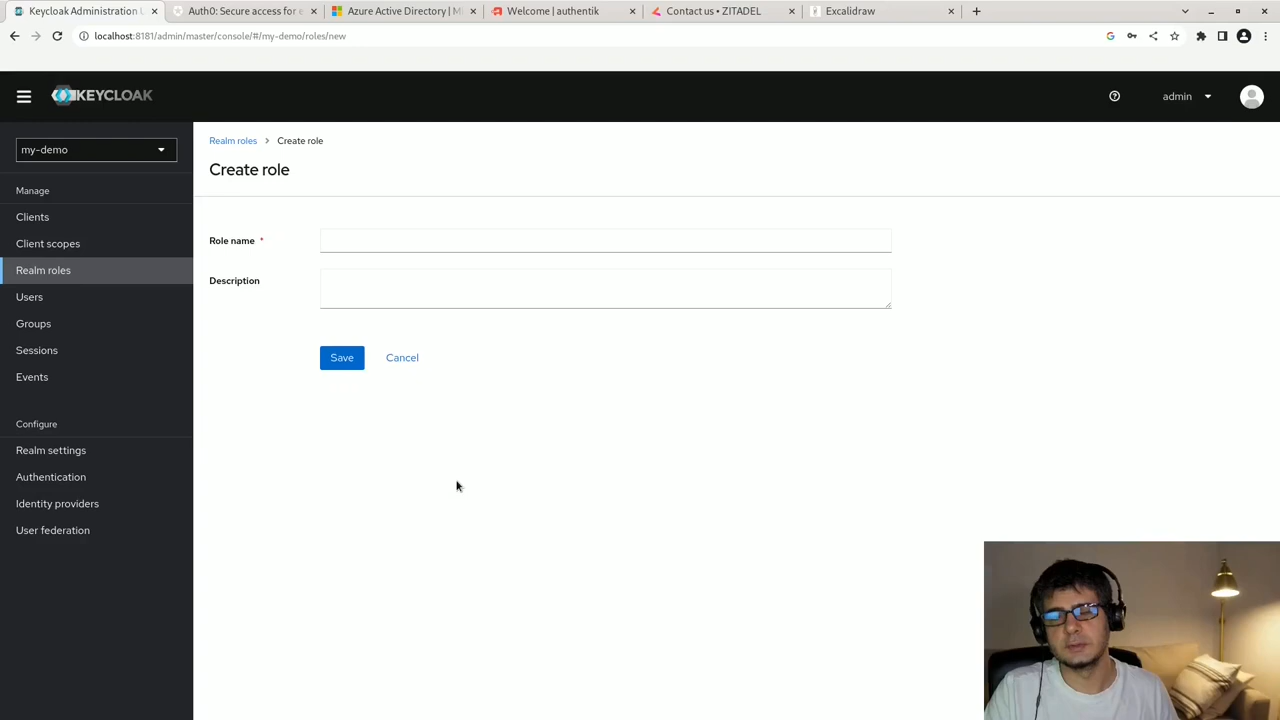 Keycloak Administration U
Auth0: Secure access for e
Azure Active Directory | M
Welcome | authentik
Contact us • ZITADEL
Excalidraw
localhost:8181/admin/master/console/#/my-demo/roles/new
KEYCLOAK
admin
my-demo
Manage
Clients
Client scopes
Realm roles
Users
Groups
Sessions
Events
Configure
Realm settings
Authentication
Identity providers
User federation
Realm roles > Create role
Create role
Role name *
Description
Save
Cancel